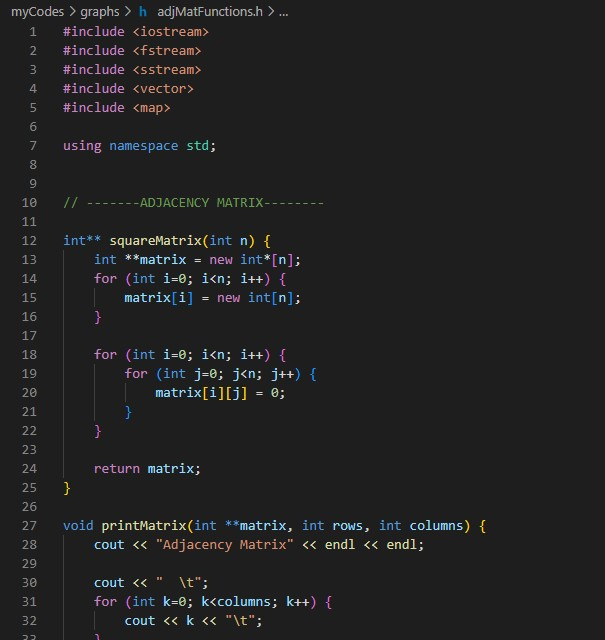 myCodes > graphs > h adjMatFunctions.h > ...
1 #include <iostream>
2 #include <fstream>
3 #include <sstream>
4 #include <vector>
5 #include <map>
6
7 using namespace std;
8
9
10 // -------ADJACENCY MATRIX--------
11
12 int** squareMatrix(int n) {
13     int **matrix = new int*[n];
14     for (int i=0; i<n; i++) {
15         matrix[i] = new int[n];
16     }
17
18     for (int i=0; i<n; i++) {
19         for (int j=0; j<n; j++) {
20             matrix[i][j] = 0;
21         }
22     }
23
24     return matrix;
25 }
26
27 void printMatrix(int **matrix, int rows, int columns) {
28     cout << "Adjacency Matrix" << endl << endl;
29
30     cout << "  \t";
31     for (int k=0; k<columns; k++) {
32         cout << k << "\t";
33     }